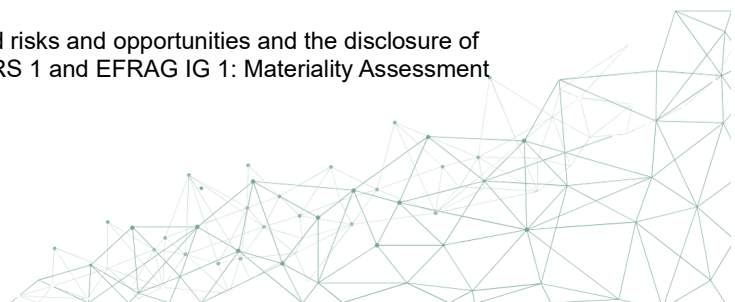 risks and opportunities and the disclosure of
RS 1 and EFRAG IG 1: Materiality Assessment